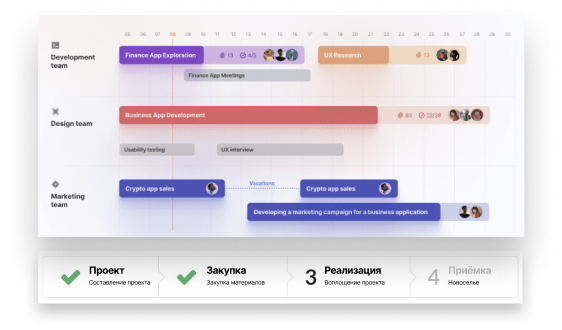 05 06 07 08 09 10 11 12 13 14 15 16 17 18 19 20 21 22 23 24 25 26 27 28 29 30
Development
team
Finance App Exploration 13 4/5
UX Research 12
Finance App Meetings
Design team
Business App Development 83 22/28
Usability testing UX interview
Marketing
team
Crypto app sales Vacations Crypto app sales
Developing a marketing campaign for a business application
Проект
Составление проекта
Закупка
Закупка материалов
3 Реализация
Воплощение проекта
4 Приёмка
Новоселье